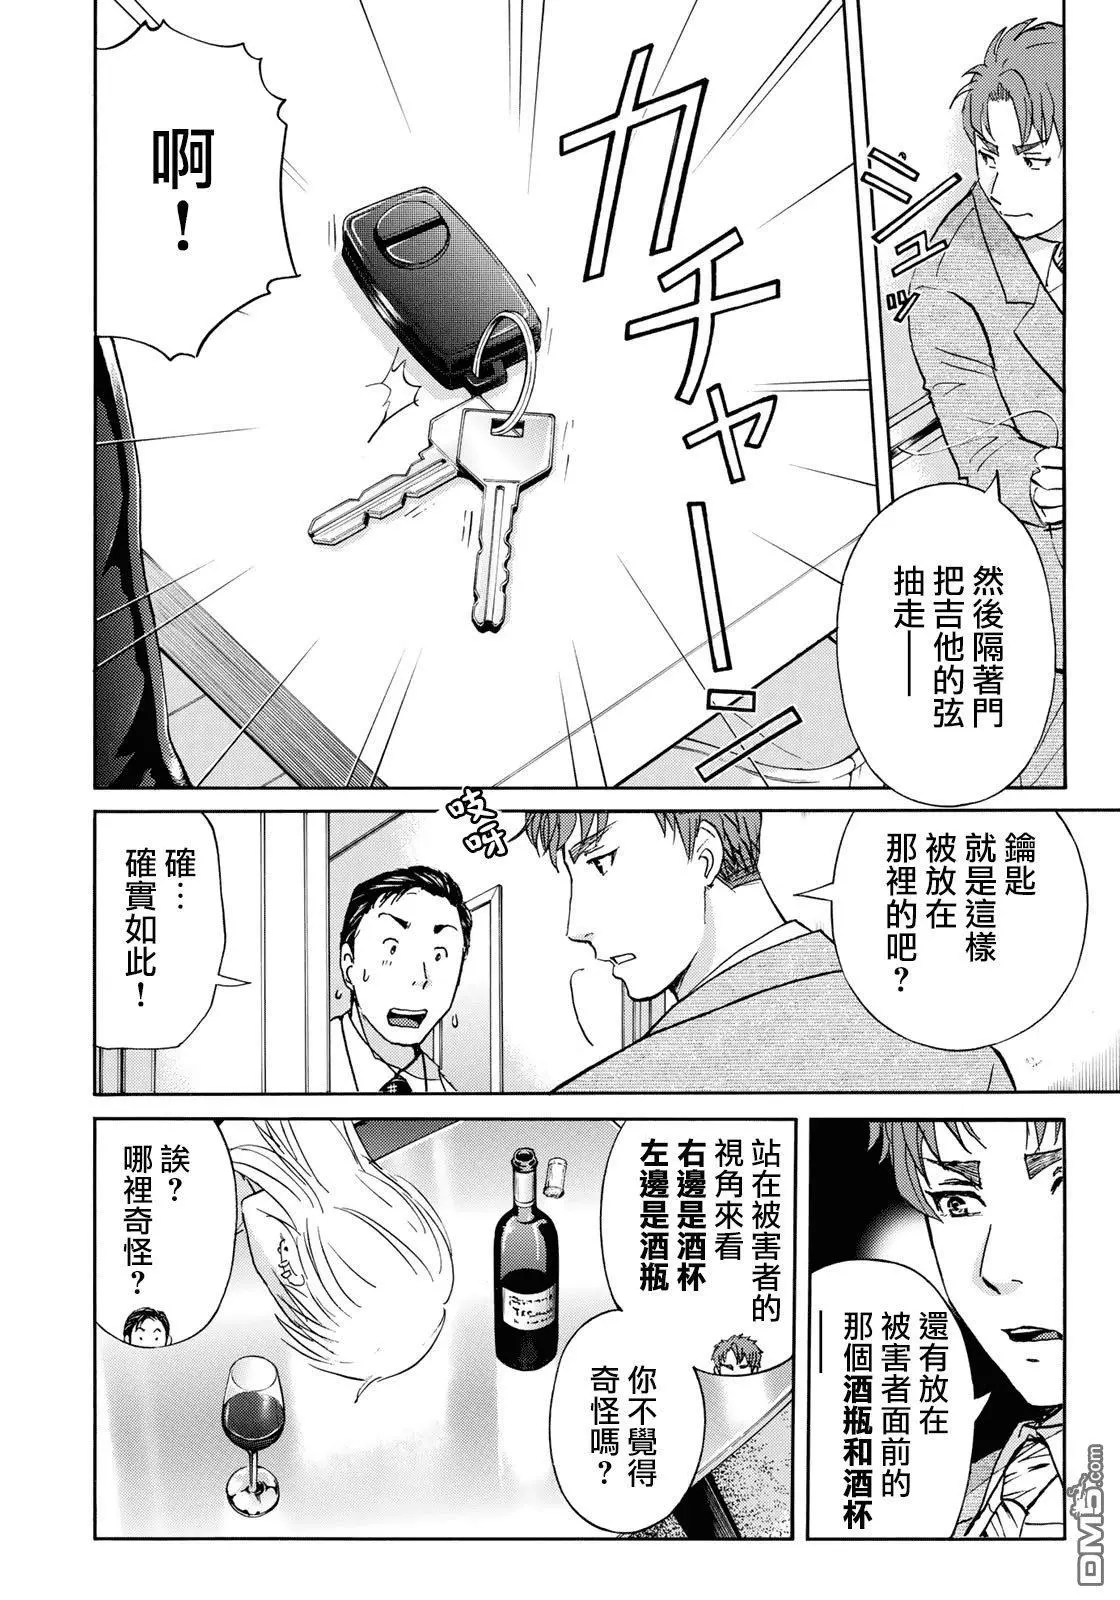 シュッ
然後隔著門
把吉他的弦
抽走——
カチャーン
啊！
鑰匙
就是這樣
被放在
那裡的吧？
吱呀
確…
確實如此！
還有放在
被害者面前的
那個酒瓶和酒杯
——
站在被害者的
視角來看
右邊是酒杯
左邊是酒瓶
你不覺得
奇怪嗎？
誒？
哪裡奇怪？
DM5.com